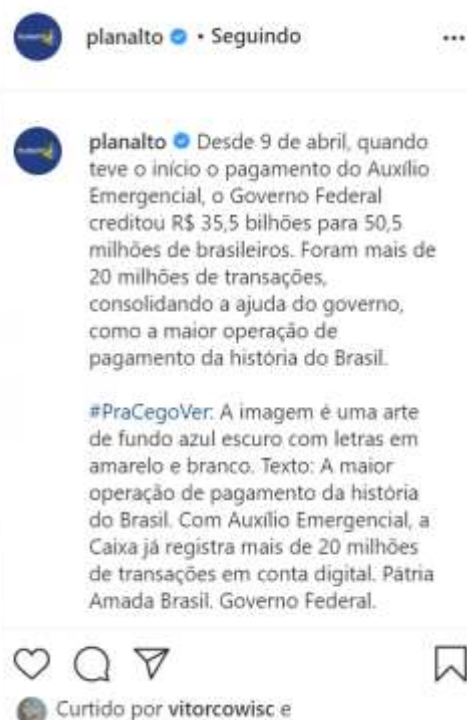 planalto • Seguindo
planalto Desde 9 de abril, quando
teve o início o pagamento do Auxílio
Emergencial, o Governo Federal
creditou R$ 35,5 bilhões para 50,5
milhões de brasileiros. Foram mais de
20 milhões de transações,
consolidando a ajuda do governo,
como a maior operação de
pagamento da história do Brasil.
#PraCegoVer: A imagem é uma arte
de fundo azul escuro com letras em
amarelo e branco. Texto: A maior
operação de pagamento da história
do Brasil. Com Auxílio Emergencial, a
Caixa já registra mais de 20 milhões
de transações em conta digital. Pátria
Amada Brasil. Governo Federal.
Curtido por vitorcowisc e